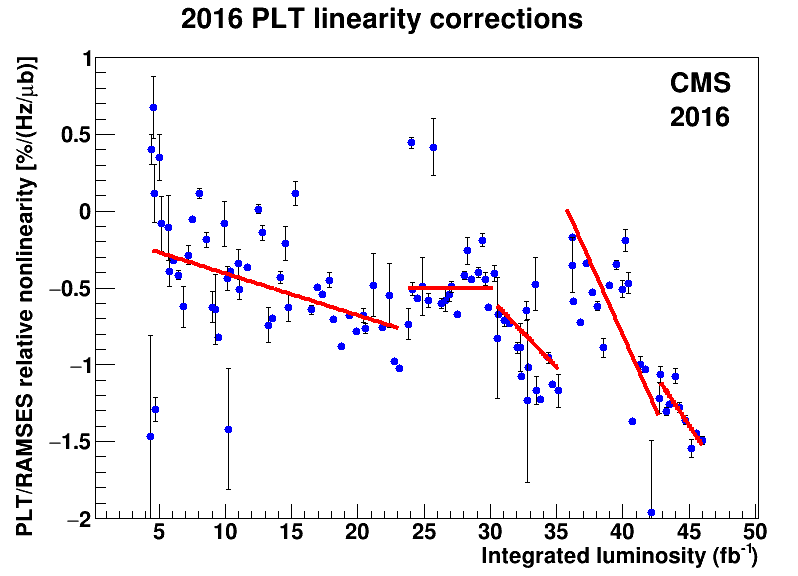 2016 PLT linearity corrections
PLT/RAMSES relative nonlinearity [%/(Hz/μb)]
1
0.5
0
−0.5
−1
−1.5
−2
CMS
2016
5 10 15 20 25 30 35 40 45 50
Integrated luminosity (fb⁻¹)